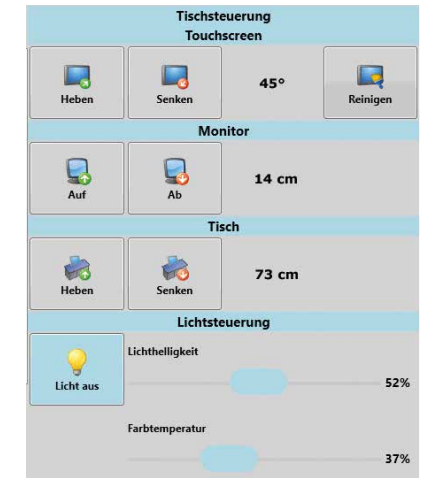 Tischsteuerung
Touchscreen
Heben
Senken
45°
Reinigen
Monitor
Auf
Ab
14 cm
Tisch
Heben
Senken
73 cm
Lichtsteuerung
Licht aus
Lichthelligkeit
52%
Farbtemperatur
37%